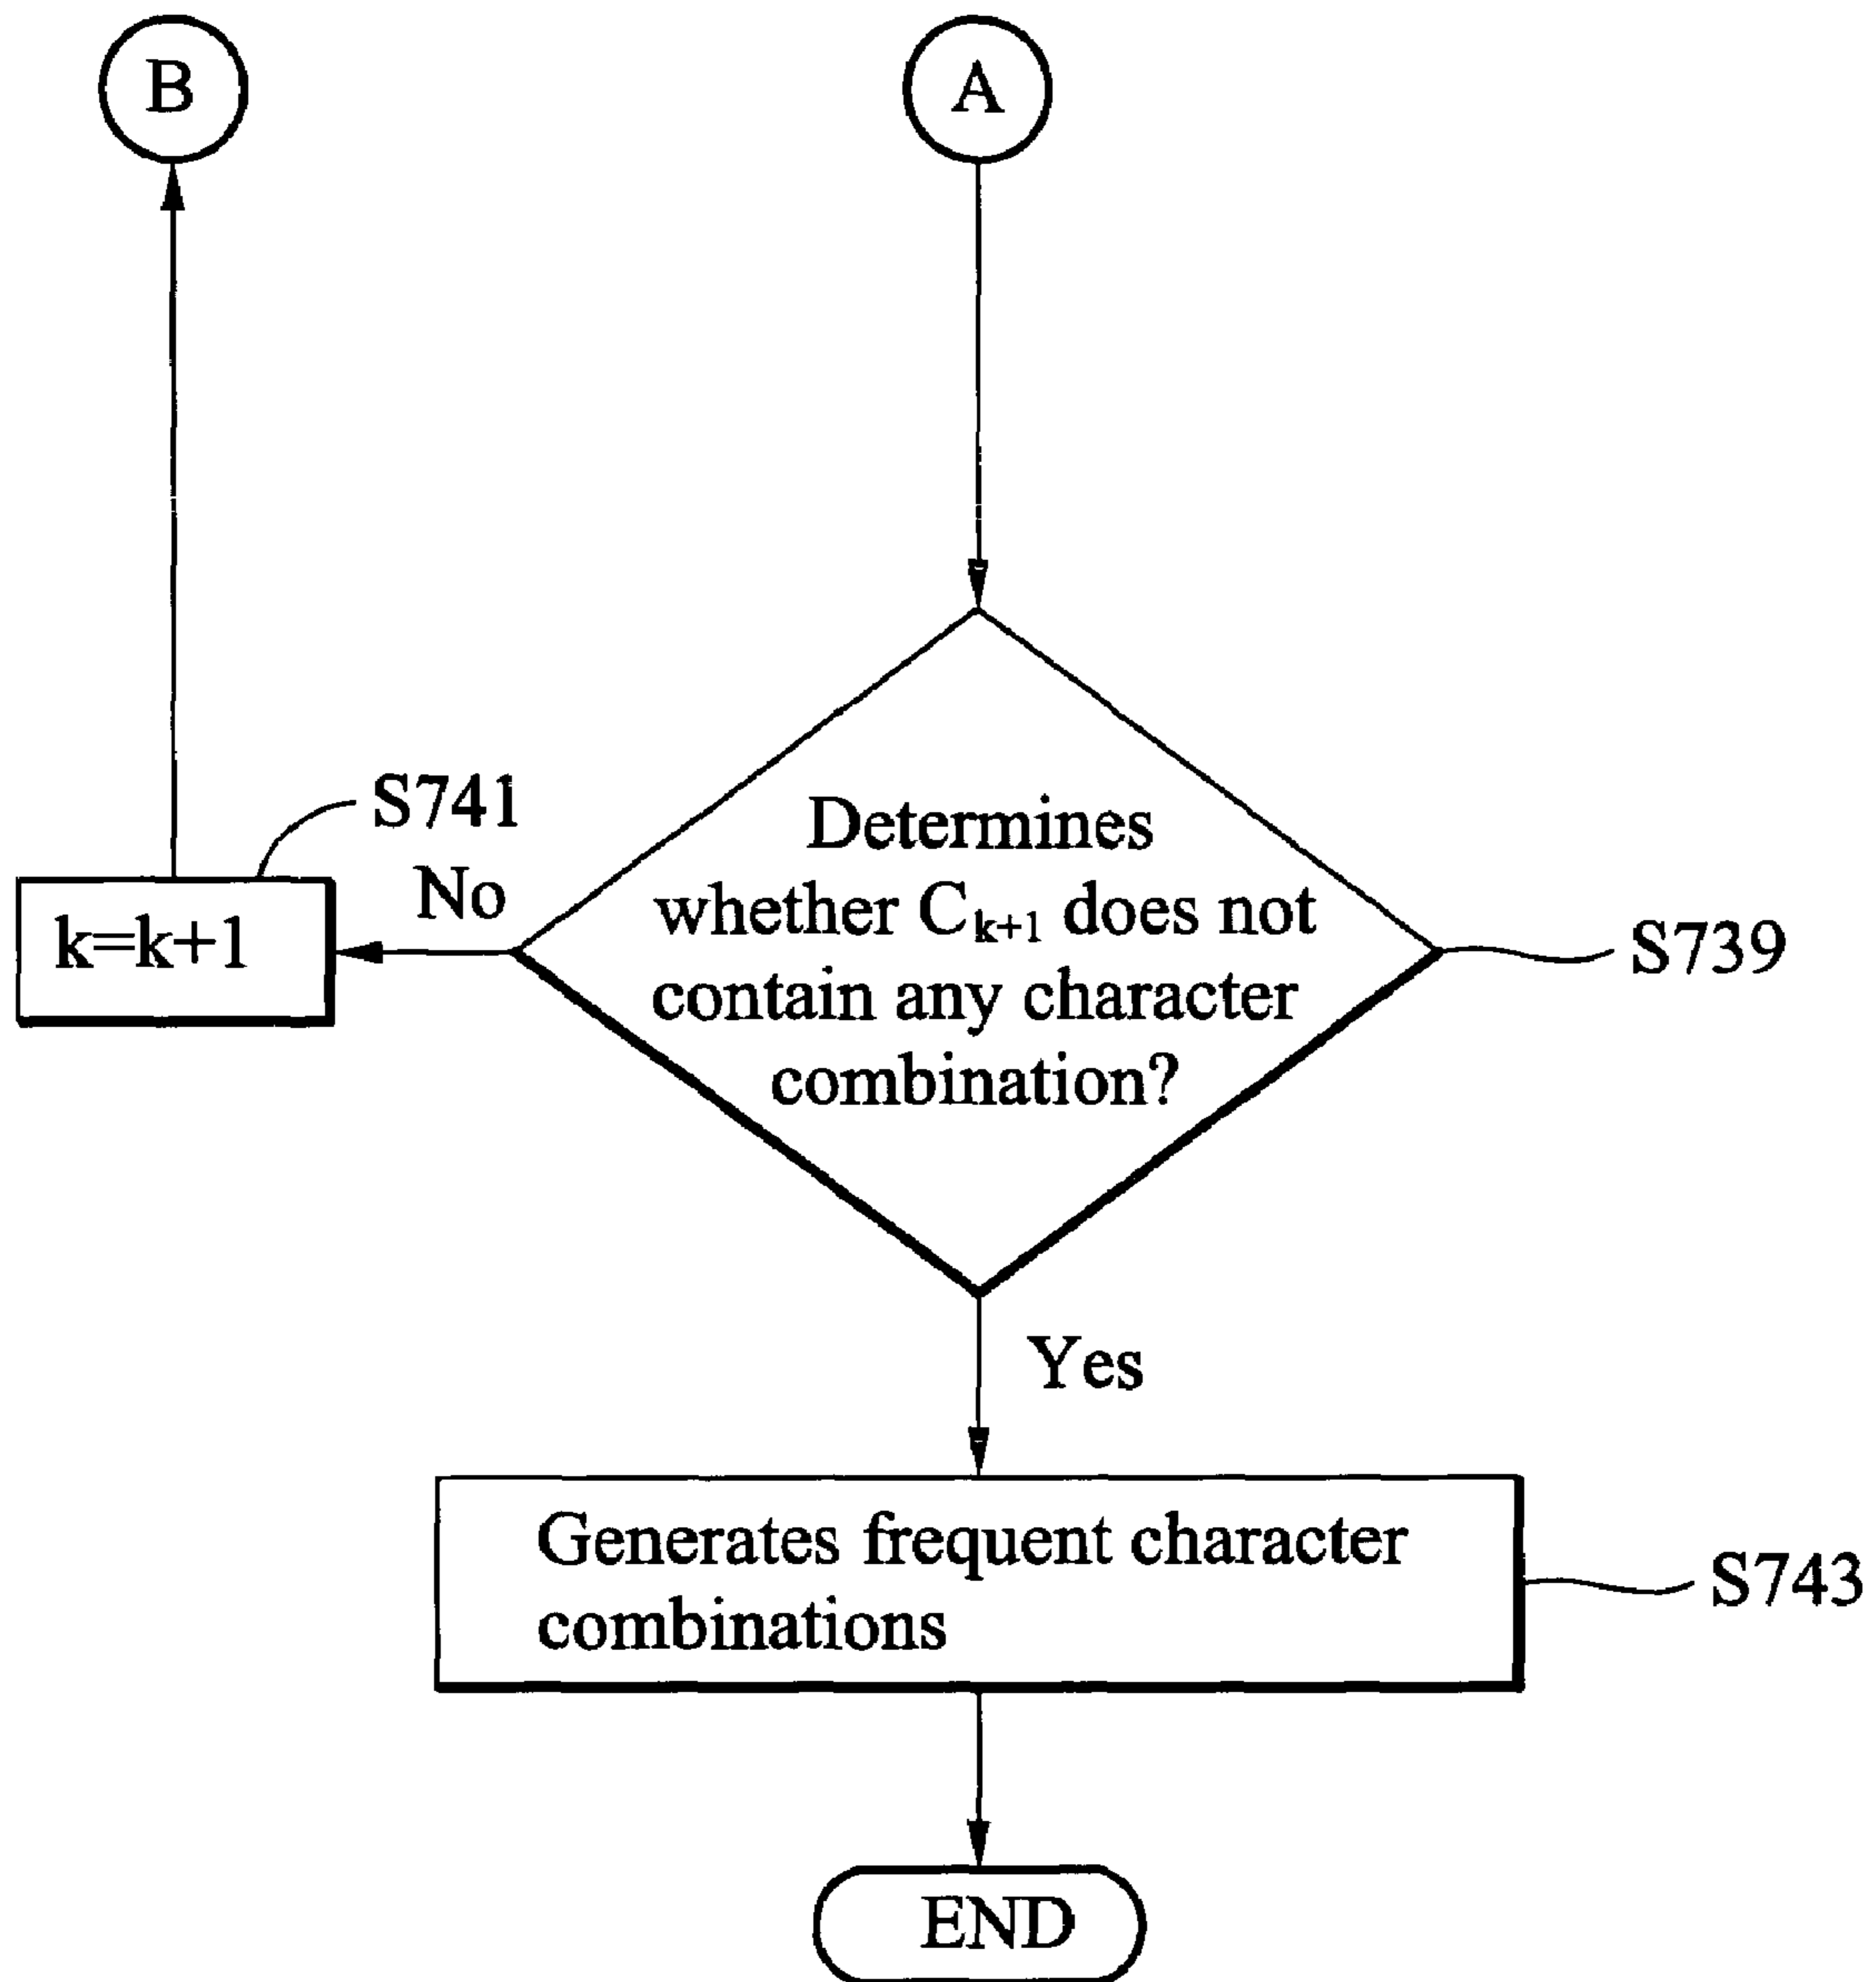 B
A
S741
No
k=k+1
Determines
whether Cₖ₊₁ does not
contain any character
combination?
S739
Yes
Generates frequent character
combinations
S743
END